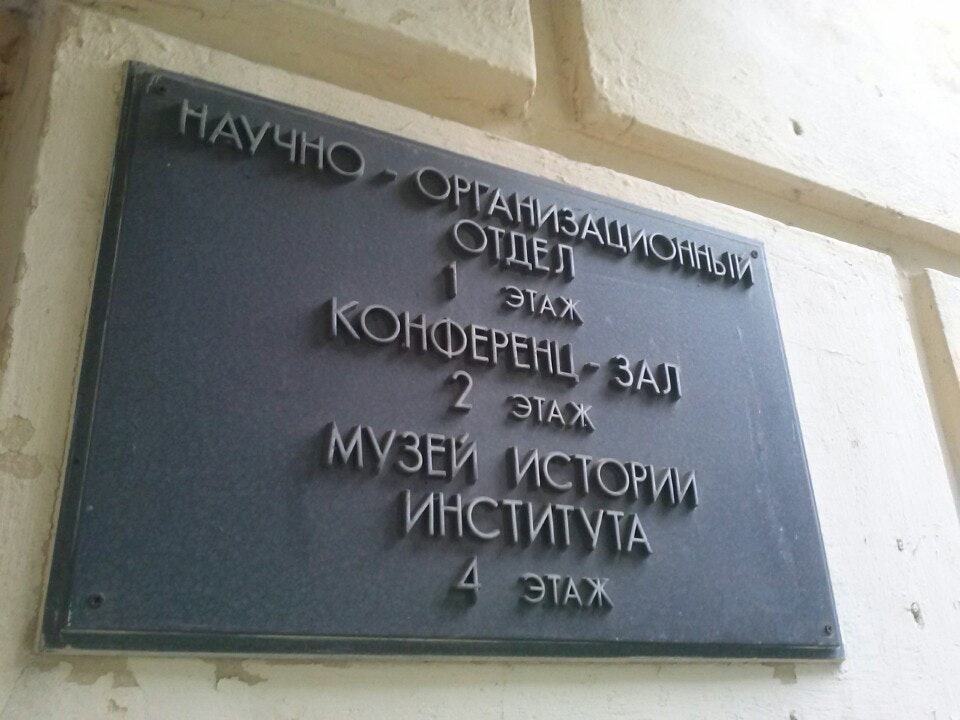 НАУЧНО - ОРГАНИЗАЦИОННЫЙ
ОТДЕЛ
1 ЭТАЖ
КОНФЕРЕНЦ - ЗАЛ
2 ЭТАЖ
МУЗЕЙ ИСТОРИИ
ИНСТИТУТА
4 ЭТАЖ